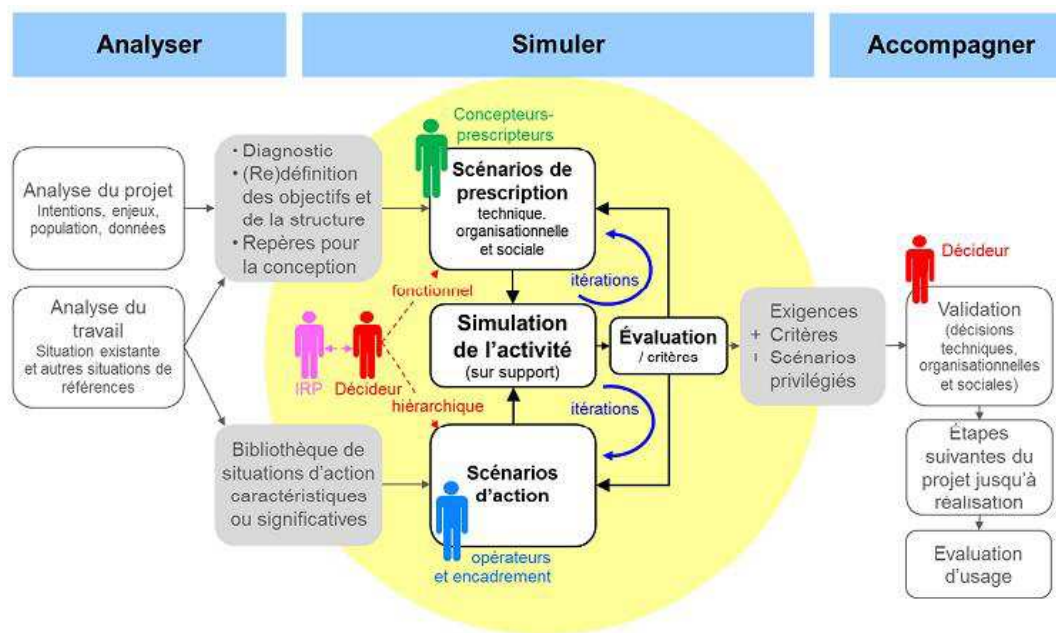 Analyser
Simuler
Accompagner
Analyse du projet
Intentions, enjeux,
population, données
Analyse du
travail
Situation existante
et autres situations de
références
• Diagnostic
• (Re)définition
des objectifs et
de la structure
• Repères pour
la conception
Bibliothèque de
situations d'action
caractéristiques
ou significatives
Concepteurs-
prescripteurs
Scénarios de
prescription
technique,
organisationnelle
et sociale
fonctionnel
IRP
Décideur
hiérarchique
Simulation
de l'activité
(sur support)
itérations
itérations
Scénarios
d'action
opérateurs
et encadrement
Évaluation
/ critères
Exigences
+ Critères
+ Scénarios
privilégiés
Décideur
Validation
(décisions
techniques,
organisationnelles
et sociales)
Étapes
suivantes du
projet jusqu'à
réalisation
Evaluation
d'usage